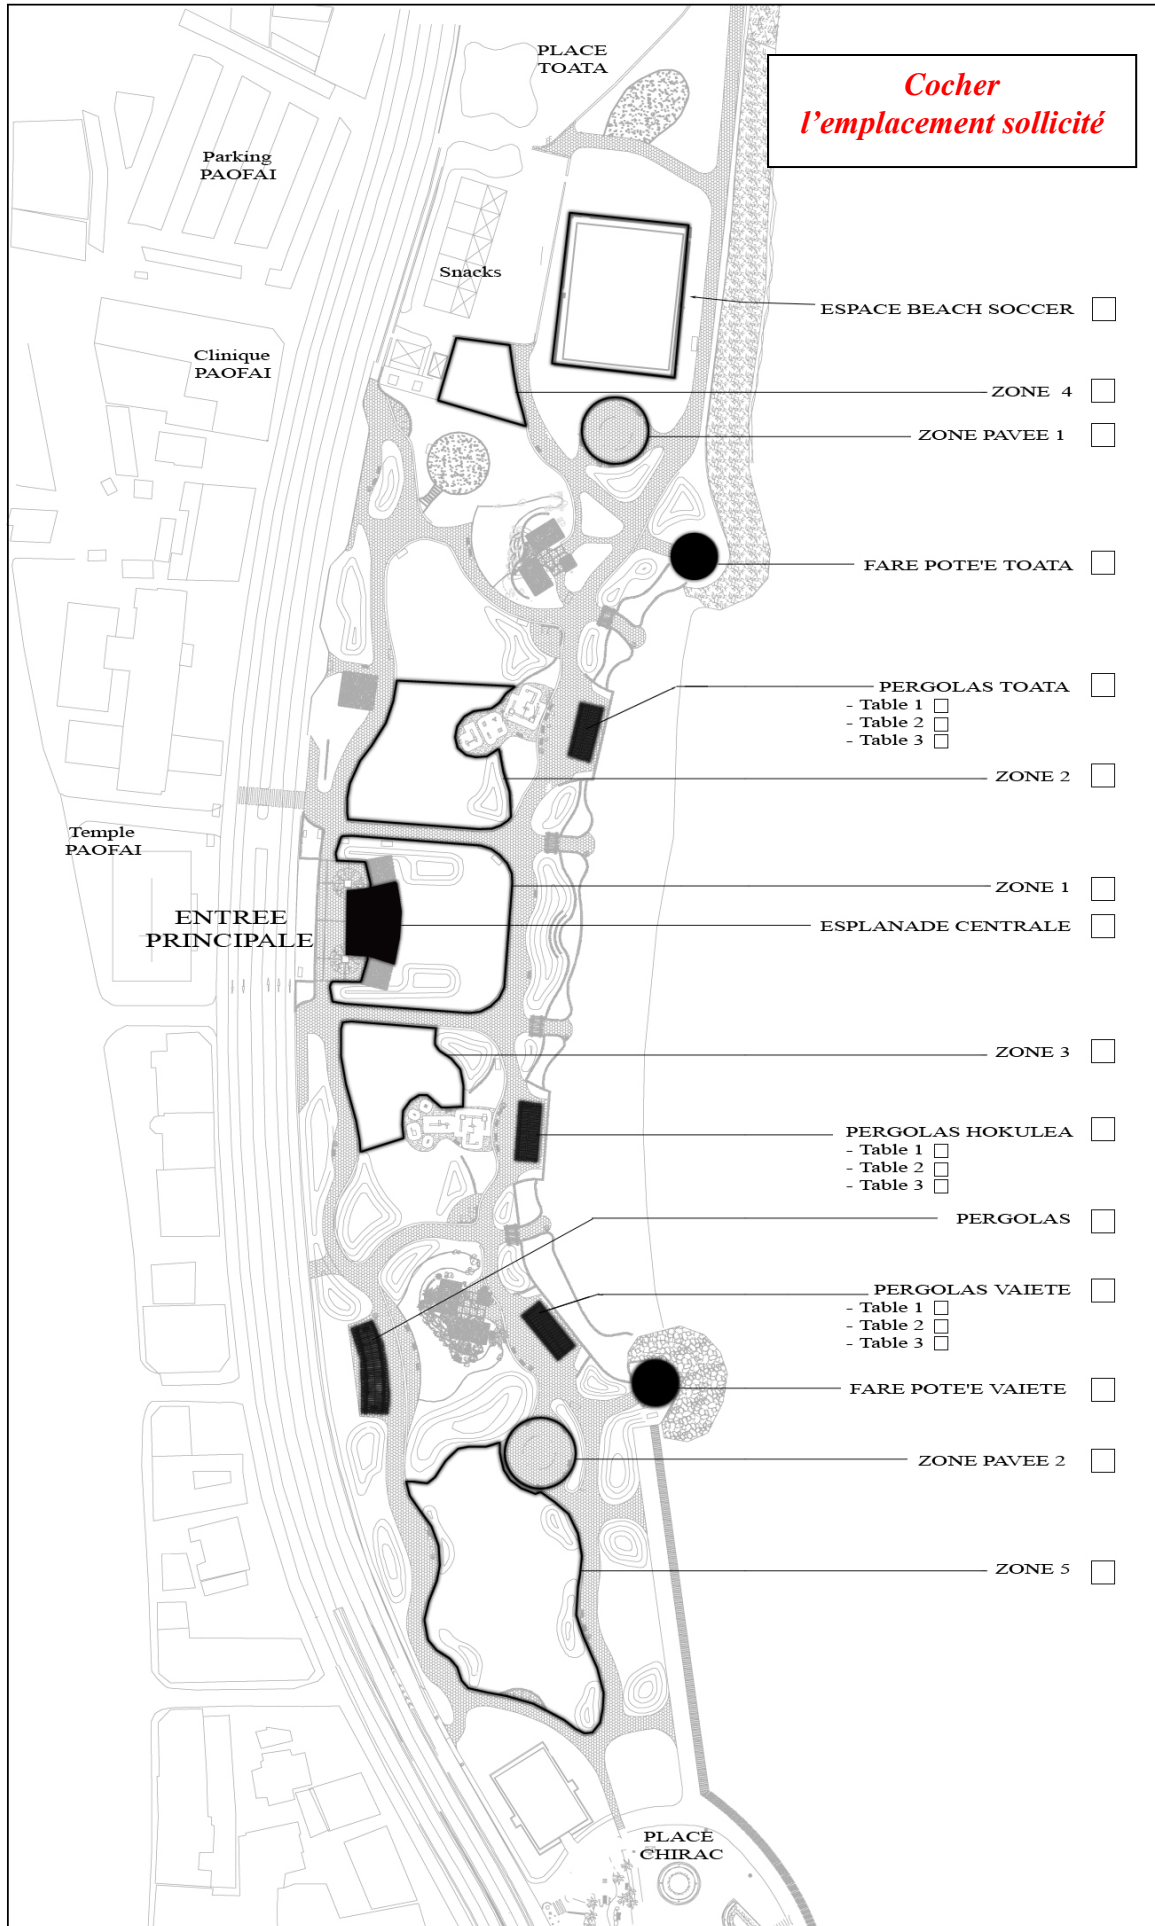 PLACE
TOATA
Cocher
l’emplacement sollicité
Parking
PAOFAI
Snacks
ESPACE BEACH SOCCER
Clinique
PAOFAI
ZONE 4
ZONE PAVEE 1
FARE POTE'E TOATA
PERGOLAS TOATA
- Table 1
- Table 2
- Table 3
ZONE 2
Temple
PAOFAI
ZONE 1
ENTREE
PRINCIPALE
ESPLANADE CENTRALE
ZONE 3
PERGOLAS HOKULEA
- Table 1
- Table 2
- Table 3
PERGOLAS
PERGOLAS VAIETE
- Table 1
- Table 2
- Table 3
FARE POTE'E VAIETE
ZONE PAVEE 2
ZONE 5
PLACE
CHIRAC